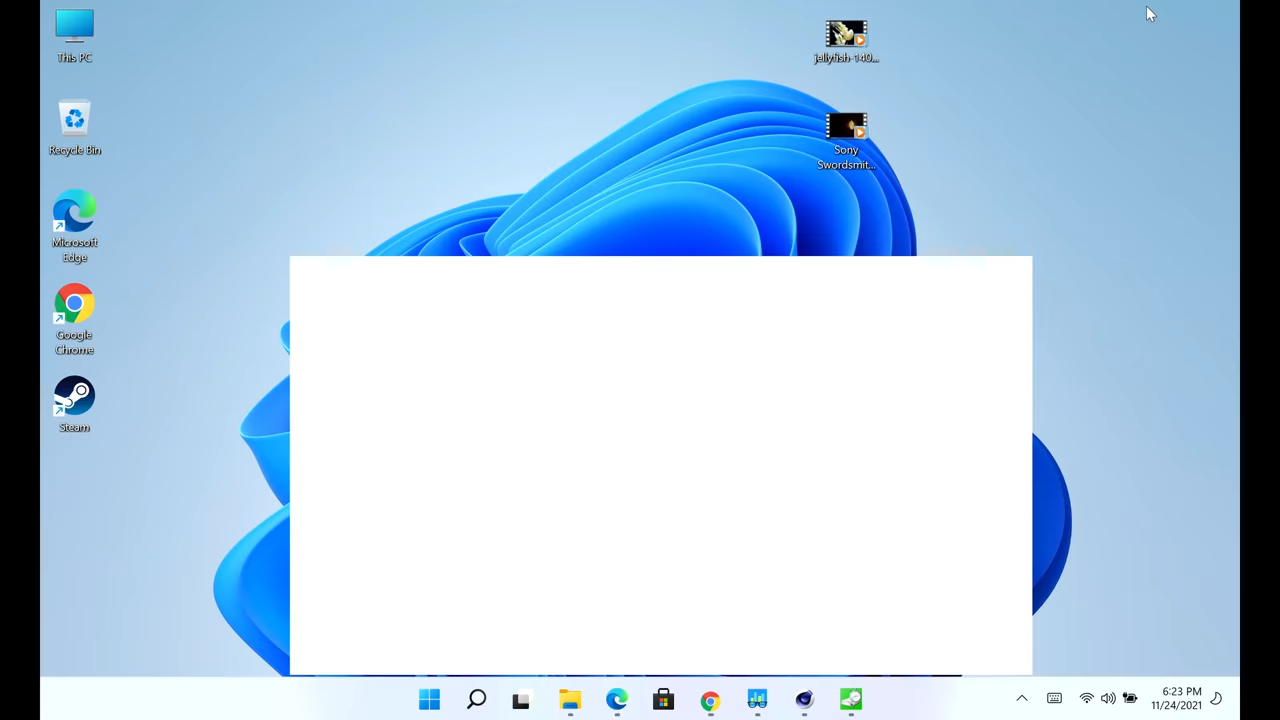 This PC
jellyfish-140...
Recycle Bin
Sony
Swordsmit...
Microsoft
Edge
Google
Chrome
Steam
6:23 PM
11/24/2021